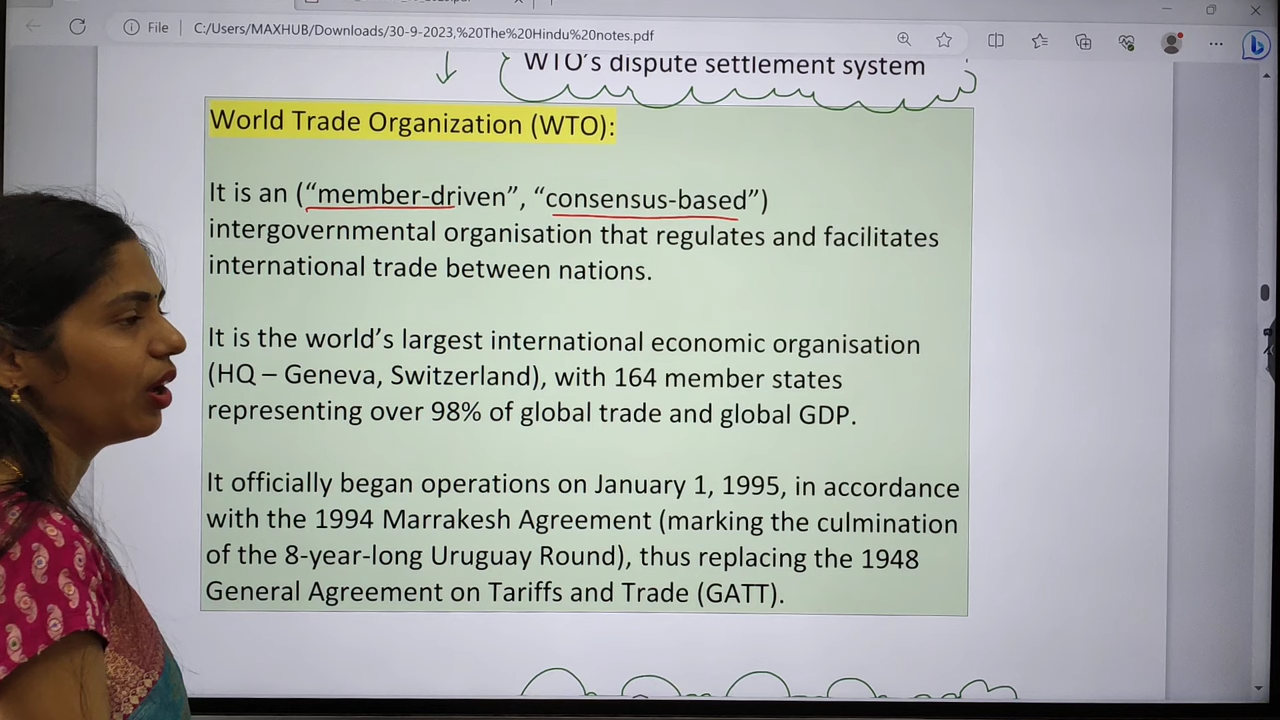 File C:/Users/MAXHUB/Downloads/30-9-2023,%20The%20Hindu%20notes.pdf
WTO's dispute settlement system
World Trade Organization (WTO):
It is an (“member-driven”, “consensus-based”)
intergovernmental organisation that regulates and facilitates
international trade between nations.
It is the world’s largest international economic organisation
(HQ – Geneva, Switzerland), with 164 member states
representing over 98% of global trade and global GDP.
It officially began operations on January 1, 1995, in accordance
with the 1994 Marrakesh Agreement (marking the culmination
of the 8-year-long Uruguay Round), thus replacing the 1948
General Agreement on Tariffs and Trade (GATT).